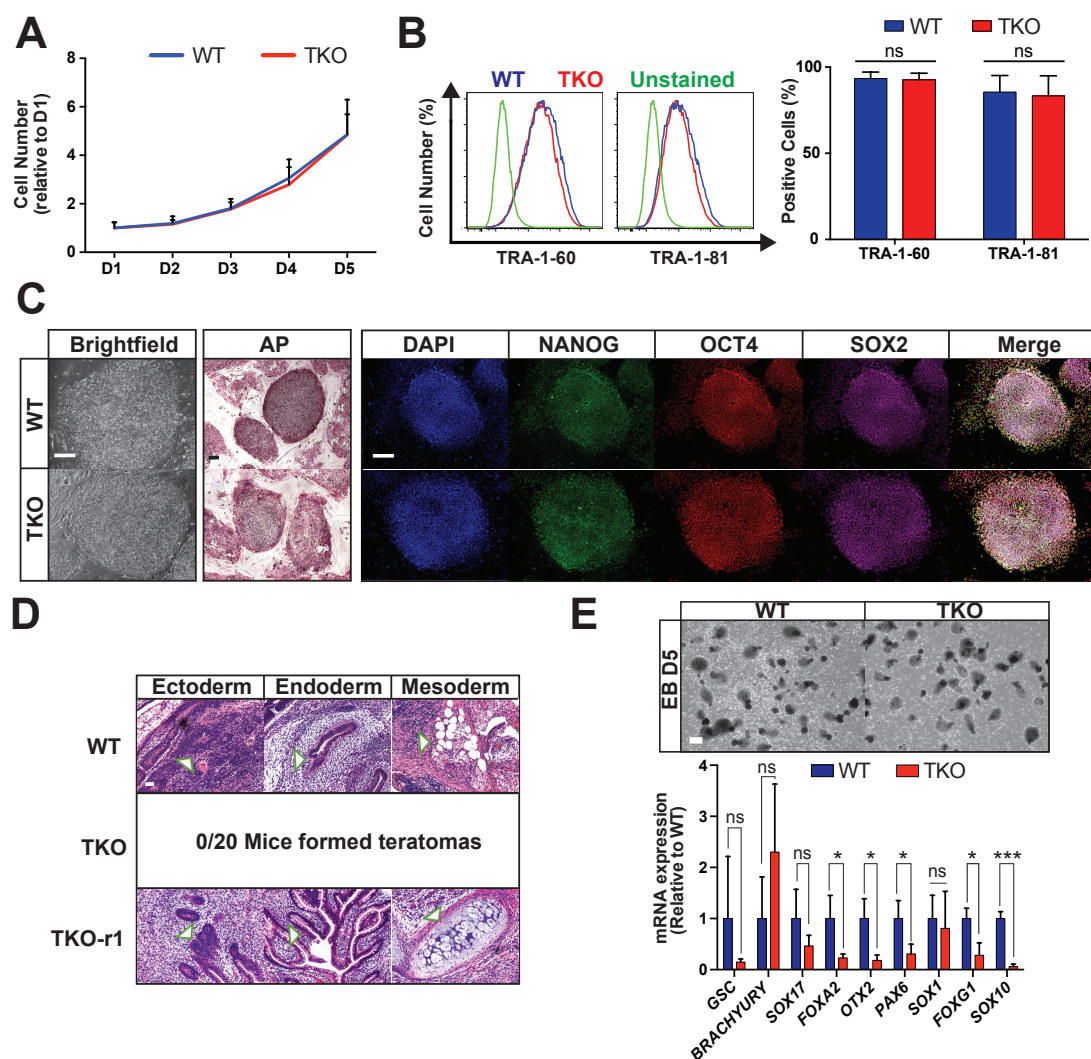 A
WT TKO
Cell Number
(relative to D1)
8
6
4
2
0
D1 D2 D3 D4 D5
B
WT TKO Unstained
Cell Number (%)
TRA-1-60 TRA-1-81
WT TKO
Positive Cells (%)
100
50
0
ns ns
TRA-1-60 TRA-1-81
C
Brightfield AP DAPI NANOG OCT4 SOX2 Merge
WT
TKO
D
Ectoderm Endoderm Mesoderm
WT
TKO 0/20 Mice formed teratomas
TKO-r1
E
WT TKO
EB D5
WT TKO
mRNA expression
(Relative to WT)
4
3
2
1
0
ns ns ns * * * ns * ***
GSC BRACHYURY SOX17 FOXA2 OTX2 PAX6 SOX1 FOXG1 SOX10